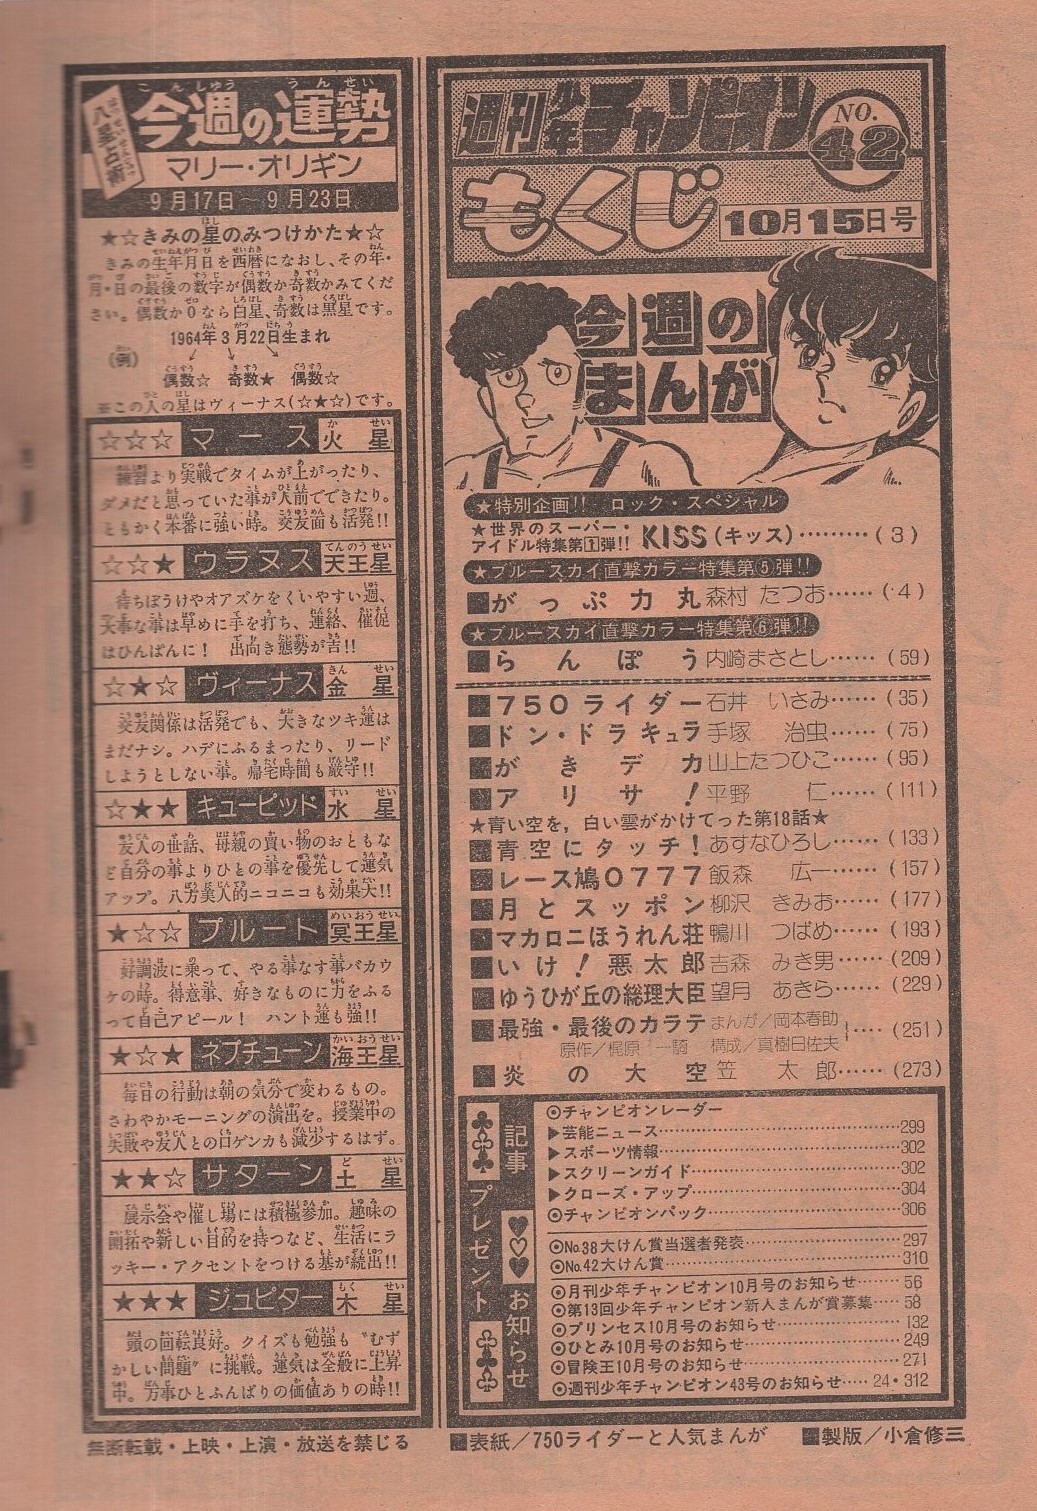 週刊少年チャンピオン
NO.42
もくじ
10月15日号
今週の
まんが
★特別企画!! ロック・スペシャル
★世界のスーパー・
アイドル特集第1弾!! KISS(キッス)………(3)
★ブルースカイ直撃カラー特集第⑤弾!!
■がっぷ力丸 森村 たつお……(4)
★ブルースカイ直撃カラー特集第⑥弾!!
■らんぽう 内崎まさとし……(59)
■750ライダー 石井 いさみ……(35)
■ドン・ドラキュラ 手塚 治虫……(75)
■がきデカ 山上たつひこ……(95)
■アリサ! 平野 仁……(111)
★青い空を,白い雲がかけてった第18話★
■青空にタッチ! あすなひろし……(133)
■レース鳩0777 飯森 広一……(157)
■月とスッポン 柳沢 きみお……(177)
■マカロニほうれん荘 鴨川 つばめ……(193)
■いけ!悪太郎 吉森 みき男……(209)
■ゆうひが丘の総理大臣 望月 あきら……(229)
■最強・最後のカラテ まんが/岡本春助
原作/梶原一騎 構成/真樹日佐夫 ……(251)
■炎の大空 笠 太郎……(273)
♣♧♣ 記事
プレゼント
♥♡♥ お知らせ
♣♧♣
◎チャンピオンレーダー
▶芸能ニュース……299
▶スポーツ情報……302
▶スクリーンガイド……302
▶クローズ・アップ……304
◎チャンピオンパック……306
◎No.38大けん賞当選者発表……297
◎No.42大けん賞……310
◎月刊少年チャンピオン10月号のお知らせ……56
◎第13回少年チャンピオン新人まんが賞募集……58
◎プリンセス10月号のお知らせ……132
◎ひとみ10月号のお知らせ……249
◎冒険王10月号のお知らせ……271
◎週刊少年チャンピオン43号のお知らせ……24・312
■表紙/750ライダーと人気まんが ■製版/小倉修三
八星占術
今週の運勢
マリー・オリギン
9月17日~9月23日
★☆きみの星のみつけかた★☆
きみの生年月日を西暦になおし、その年・
月・日の最後の数字が偶数か奇数かみてくだ
さい。偶数か0なら白星、奇数は黒星です。
1964年3月22日生まれ
(例)
偶数☆ 奇数★ 偶数☆
※この人の星はヴィーナス(☆★☆)です。
☆☆☆ マース 火星
練習より実戦でタイムが上がったり、
ダメだと思っていた事が人前でできたり。
ともかく本番に強い時。交友面も活発!!
☆☆★ ウラヌス 天王星
待ちぼうけやオアズケをくいやすい週、
大事な事は早めに手を打ち、連絡、催促
はひんぱんに! 出向き態勢が吉!!
☆★☆ ヴィーナス 金星
交友関係は活発でも、大きなツキ運は
まだナシ。ハデにふるまったり、リード
しようとしない事。帰宅時間も厳守!!
☆★★ キューピッド 水星
友人の世話、母親の買い物のおともな
ど自分の事よりひとの事を優先して運気
アップ。八方美人的ニコニコも効果大!!
★☆☆ プルート 冥王星
好調波に乗って、やる事なす事バカウ
ケの時。得意事、好きなものに力をふる
って自己アピール! ハント運も強!!
★☆★ ネプチューン 海王星
毎日の行動は朝の気分で変わるもの。
さわやかモーニングの演出を。授業中の
失敗や友人との口ゲンカも減少するはず。
★★☆ サターン 土星
展示会や催し場には積極参加。趣味の
開拓や新しい目的を持つなど、生活にラ
ッキー・アクセントをつける基が続出!!
★★★ ジュピター 木星
頭の回転良好。クイズも勉強も〝むず
かしい問題〟に挑戦。運気は全般に上昇
中。万事ひとふんばりの価値ありの時!!
無断転載・上映・上演・放送を禁じる